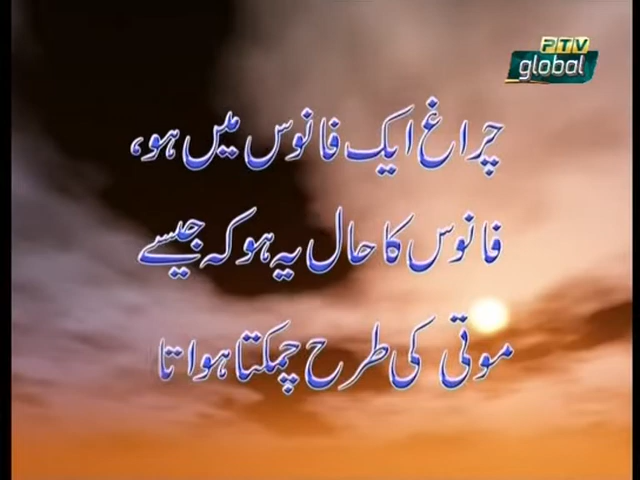 PTV
global
چراغ ایک فانوس میں ہو،
فانوس کا حال یہ ہو کہ جیسے
موتی کی طرح چمکتا ہوا تا